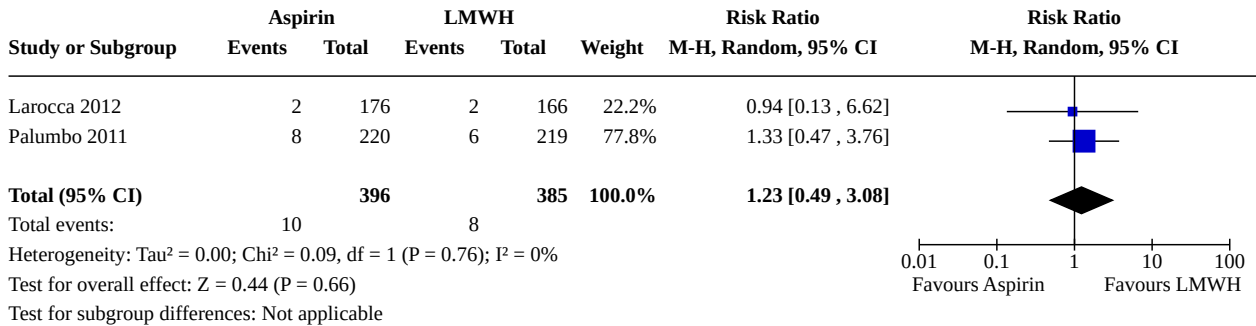 Aspirin LMWH Risk Ratio Risk Ratio
Study or Subgroup Events Total Events Total Weight M-H, Random, 95% CI M-H, Random, 95% CI
Larocca 2012 2 176 2 166 22.2% 0.94 [0.13 , 6.62]
Palumbo 2011 8 220 6 219 77.8% 1.33 [0.47 , 3.76]
Total (95% CI) 396 385 100.0% 1.23 [0.49 , 3.08]
Total events: 10 8
Heterogeneity: Tau² = 0.00; Chi² = 0.09, df = 1 (P = 0.76); I² = 0%
Test for overall effect: Z = 0.44 (P = 0.66)
Test for subgroup differences: Not applicable
0.01 0.1 1 10 100
Favours Aspirin Favours LMWH